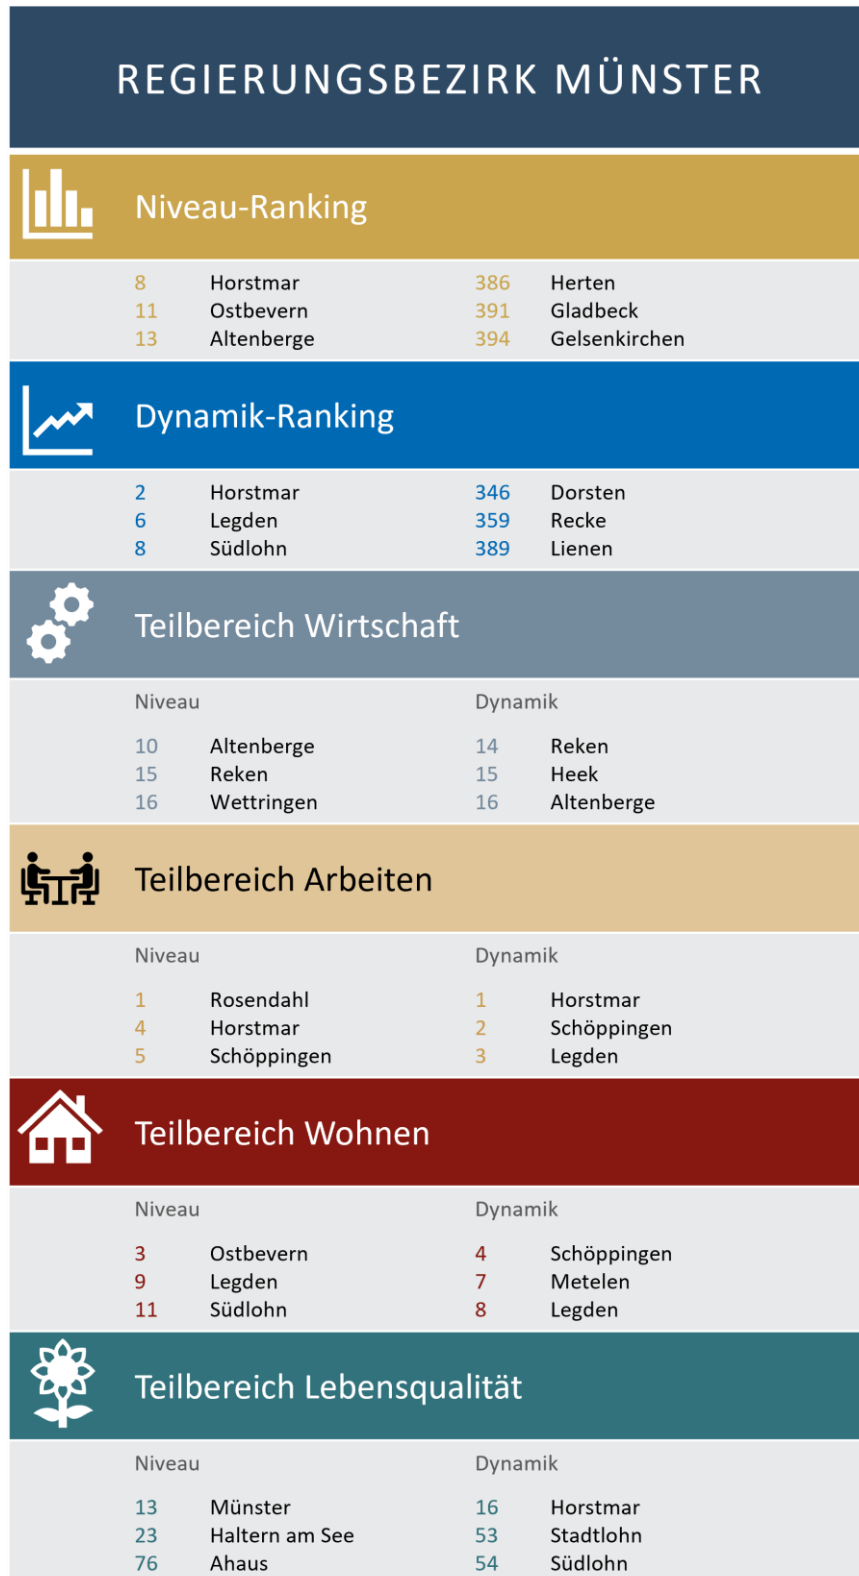 REGIERUNGSBEZIRK MÜNSTER
Niveau-Ranking
8 Horstmar 386 Herten
11 Ostbevern 391 Gladbeck
13 Altenberge 394 Gelsenkirchen
Dynamik-Ranking
2 Horstmar 346 Dorsten
6 Legden 359 Recke
8 Südlohn 389 Lienen
Teilbereich Wirtschaft
Niveau Dynamik
10 Altenberge 14 Reken
15 Reken 15 Heek
16 Wettringen 16 Altenberge
Teilbereich Arbeiten
Niveau Dynamik
1 Rosendahl 1 Horstmar
4 Horstmar 2 Schöppingen
5 Schöppingen 3 Legden
Teilbereich Wohnen
Niveau Dynamik
3 Ostbevern 4 Schöppingen
9 Legden 7 Metelen
11 Südlohn 8 Legden
Teilbereich Lebensqualität
Niveau Dynamik
13 Münster 16 Horstmar
23 Haltern am See 53 Stadtlohn
76 Ahaus 54 Südlohn